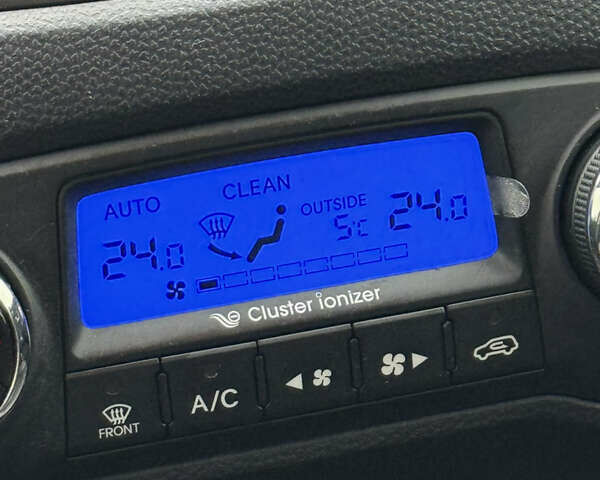 AUTO CLEAN
OUTSIDE
24.0 5°C 24.0
Cluster ionizer
FRONT A/C